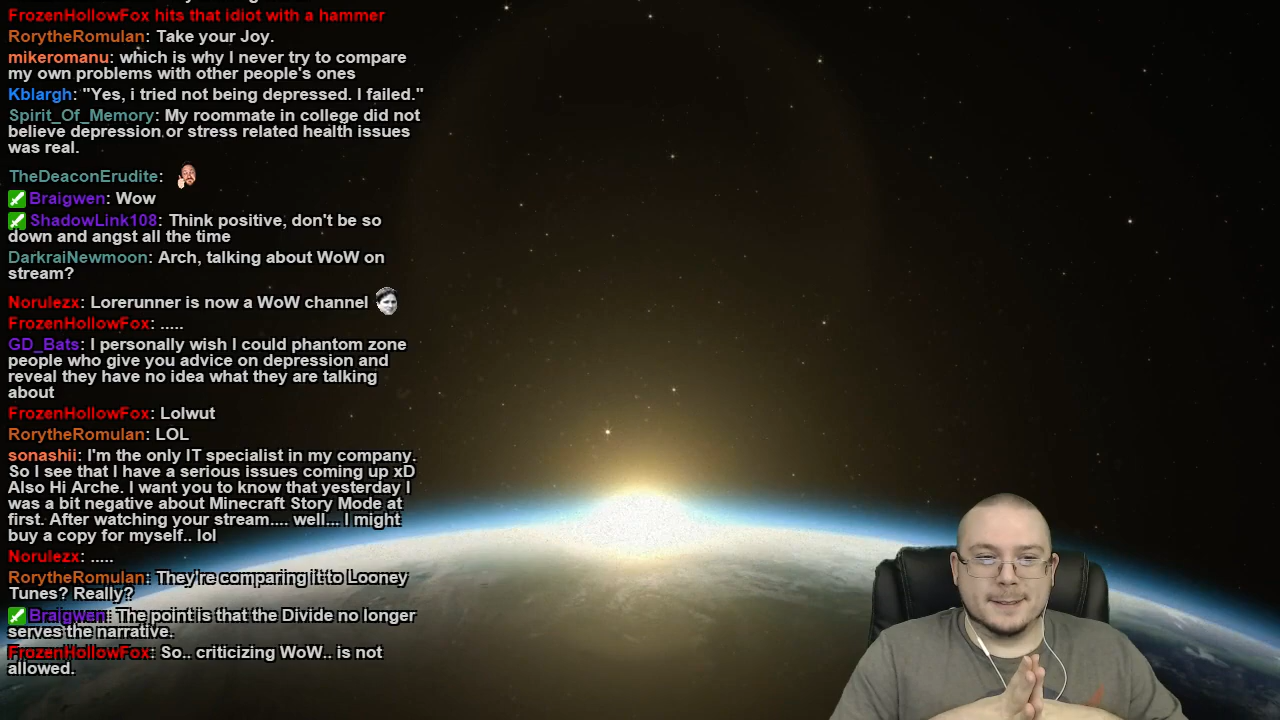 FrozenHollowFox hits that idiot with a hammer
RorytheRomulan: Take your Joy.
mikeromanu: which is why I never try to compare
my own problems with other people's ones
Kblargh: "Yes, i tried not being depressed. I failed."
Spirit_Of_Memory: My roommate in college did not
believe depression or stress related health issues
was real.
TheDeaconErudite:
Braigwen: Wow
ShadowLink108: Think positive, don't be so
down and angst all the time
DarkraiNewmoon: Arch, talking about WoW on
stream?
Norulezx: Lorerunner is now a WoW channel
FrozenHollowFox: .....
GD_Bats: I personally wish I could phantom zone
people who give you advice on depression and
reveal they have no idea what they are talking
about
FrozenHollowFox: Lolwut
RorytheRomulan: LOL
sonashii: I'm the only IT specialist in my company.
So I see that I have a serious issues coming up xD
Also Hi Arche. I want you to know that yesterday I
was a bit negative about Minecraft Story Mode at
first. After watching your stream.... well... I might
buy a copy for myself.. lol
Norulezx: .....
RorytheRomulan: They're comparing it to Looney
Tunes? Really?
Braigwen: The point is that the Divide no longer
serves the narrative.
FrozenHollowFox: So.. criticizing WoW.. is not
allowed.